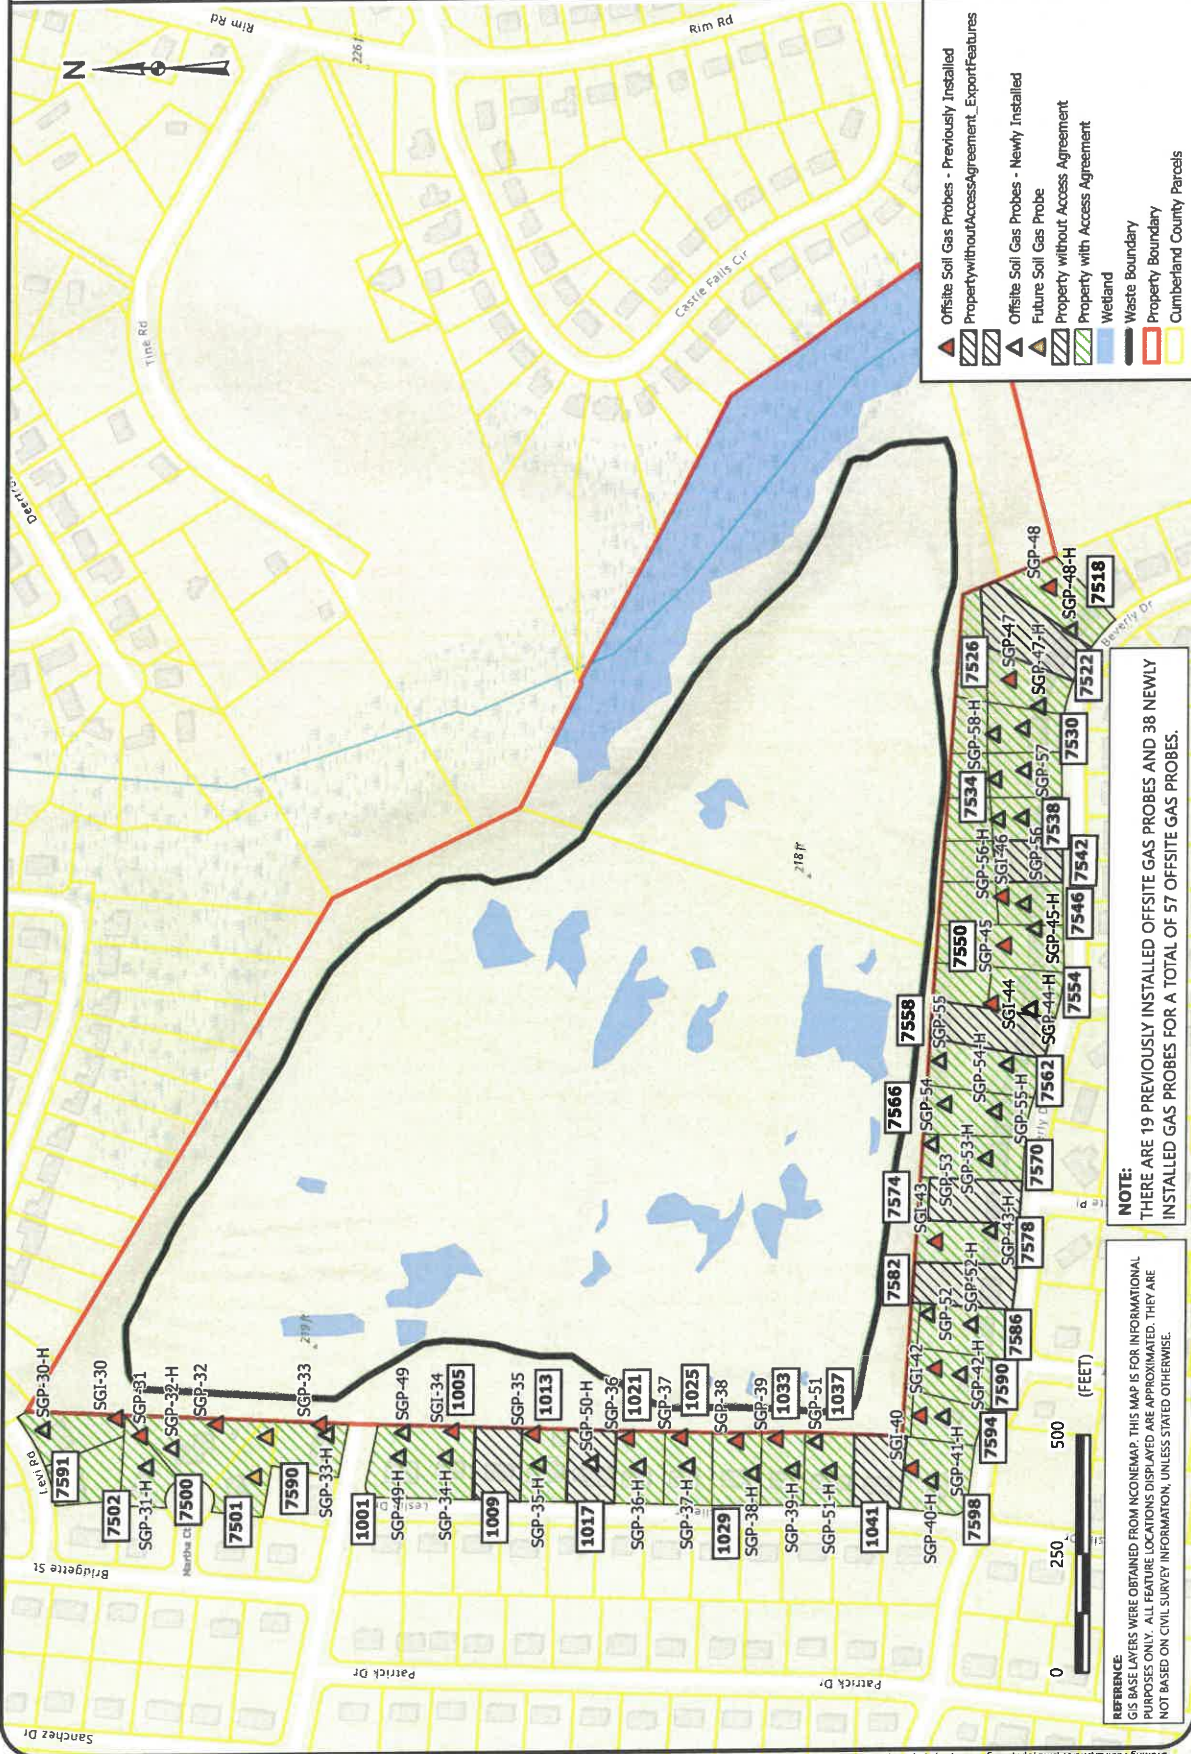 N
Rim Rd
Rim Rd
226 ft
Tine Rd
Castle Falls Cir
Levi Rd
Bridgette St
Martha Ct
Sanchez Dr
Patrick Dr
Patrick Dr
Beverly Dr
218 ft
219 ft
SGP-30-H
7591
SGI-30
7502
SGP-31
SGP-31-H
SGP-32-H
7500
SGP-32
7501
7590
SGP-33
SGP-33-H
1001
SGP-49
SGP-49-H
SGI-34
1005
SGP-34-H
1009
SGP-35
1013
SGP-35-H
1017
SGP-50-H
SGP-36
1021
SGP-36-H
SGP-37
1025
SGP-37-H
1029
SGP-38
SGP-38-H
SGP-39
1033
SGP-39-H
SGP-51
1037
SGP-51-H
1041
SGI-40
SGP-40-H
7598
SGP-41-H
7594
SGI-42
SGP-42-H
7590
7586
7582
SGP-52
SGP-52-H
7578
SGP-43-H
SGI-43
7574
SGP-53
SGP-53-H
7570
7566
SGP-54
SGP-55-H
SGP-54-H
7562
7558
SGP-55
SGP-44-H
SGI-44
7554
7550
SGP-45
SGP-45-H
7546
7542
SGP-56-H
SGI-46
SGP-56
7538
7534
SGP-57
SGP-58-H
7530
7526
SGP-47
SGP-47-H
7522
SGP-48
SGP-48-H
7518
Offsite Soil Gas Probes - Previously Installed
PropertywithoutAccessAgreement_ExportFeatures
Offsite Soil Gas Probes - Newly Installed
Future Soil Gas Probe
Property without Access Agreement
Property with Access Agreement
Wetland
Waste Boundary
Property Boundary
Cumberland County Parcels
0 250 500
(FEET)
REFERENCE:
GIS BASE LAYERS WERE OBTAINED FROM NCONEMAP. THIS MAP IS FOR INFORMATIONAL
PURPOSES ONLY. ALL FEATURE LOCATIONS DISPLAYED ARE APPROXIMATED. THEY ARE
NOT BASED ON CIVIL SURVEY INFORMATION, UNLESS STATED OTHERWISE.
NOTE:
THERE ARE 19 PREVIOUSLY INSTALLED OFFSITE GAS PROBES AND 38 NEWLY
INSTALLED GAS PROBES FOR A TOTAL OF 57 OFFSITE GAS PROBES.